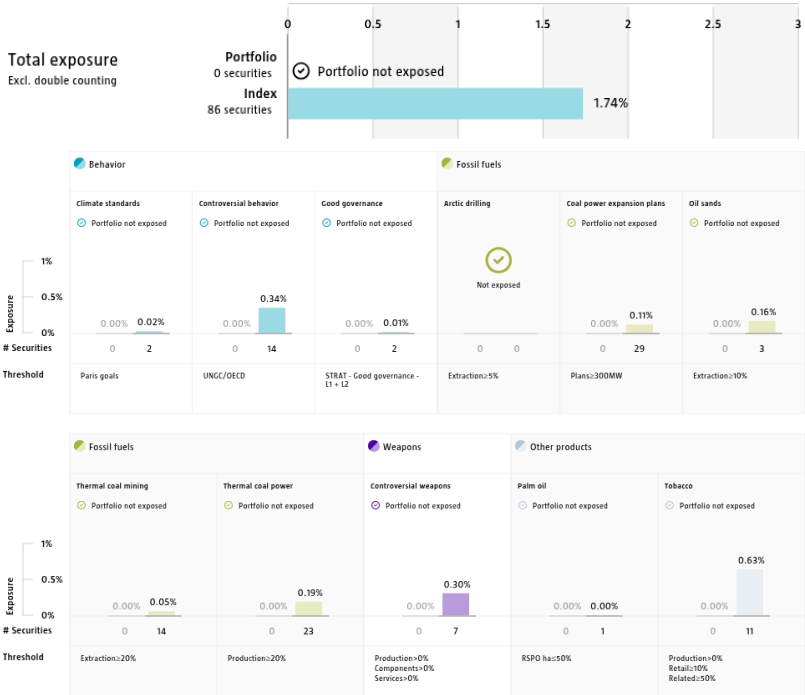 0 0.5 1 1.5 2 2.5 3
Total exposure
Excl. double counting
Portfolio
0 securities
Portfolio not exposed
Index
86 securities
1.74%
Behavior
Fossil fuels
Climate standards
Portfolio not exposed
Controversial behavior
Portfolio not exposed
Good governance
Portfolio not exposed
Arctic drilling
Not exposed
Coal power expansion plans
Portfolio not exposed
Oil sands
Portfolio not exposed
Exposure
1%
0.5%
0%
0.00% 0.02%
0.00% 0.34%
0.00% 0.01%
0.00% 0.11%
0.00% 0.16%
# Securities 0 2 0 14 0 2 0 0 0 29 0 3
Threshold
Paris goals
UNGC/OECD
STRAT - Good governance -
L1 + L2
Extraction≥5%
Plans≥300MW
Extraction≥10%
Fossil fuels
Weapons
Other products
Thermal coal mining
Portfolio not exposed
Thermal coal power
Portfolio not exposed
Controversial weapons
Portfolio not exposed
Palm oil
Portfolio not exposed
Tobacco
Portfolio not exposed
Exposure
1%
0.5%
0%
0.00% 0.05%
0.00% 0.19%
0.00% 0.30%
0.00% 0.00%
0.00% 0.63%
# Securities 0 14 0 23 0 7 0 1 0 11
Threshold
Extraction≥20%
Production≥20%
Production>0%
Components>0%
Services>0%
RSPO ha≤50%
Production>0%
Retail≥10%
Related≥50%